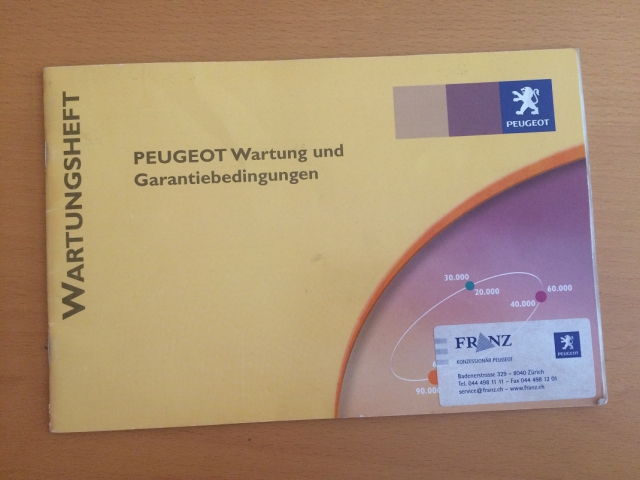 WARTUNGSHEFT
PEUGEOT Wartung und
Garantiebedingungen
PEUGEOT
30.000
20.000
60.000
40.000
90.000
FRANZ
KONZESSIONÄR PEUGEOT
PEUGEOT
Badenerstrasse 329 – 8040 Zürich
Tel. 044 498 11 11 – Fax 044 498 12 01
service@franz.ch – www.franz.ch